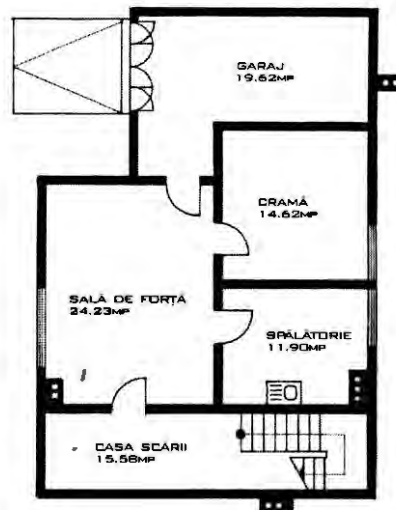 GARAJ
19.62MP
CRAMĂ
14.62MP
SALĂ DE FORȚĂ
24.23MP
SPĂLĂTORIE
11.90MP
CASA SCĂRII
15.58MP